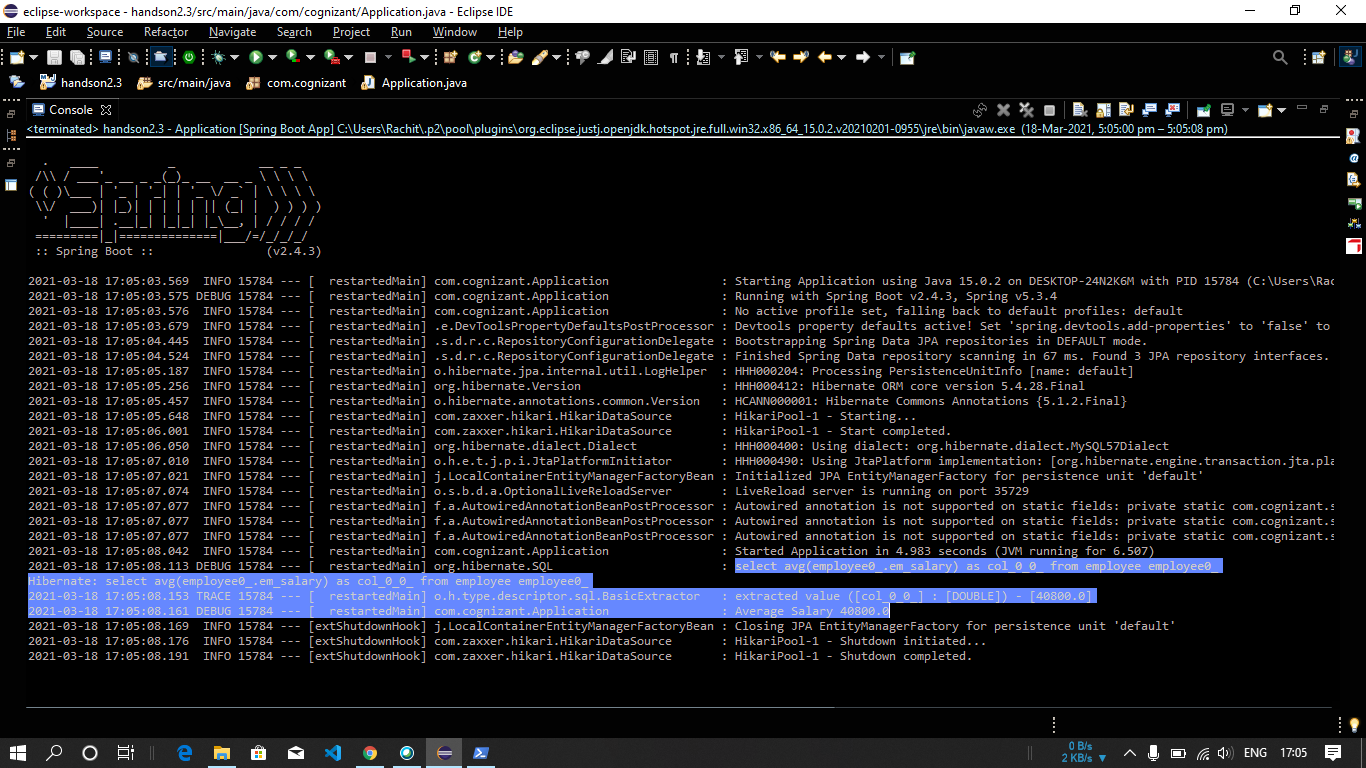 eclipse-workspace - handson2.3/src/main/java/com/cognizant/Application.java - Eclipse IDE
File Edit Source Refactor Navigate Search Project Run Window Help
handson2.3 src/main/java com.cognizant Application.java
Console
<terminated> handson2.3 - Application [Spring Boot App] C:\Users\Rachit\.p2\pool\plugins\org.eclipse.justj.openjdk.hotspot.jre.full.win32.x86_64_15.0.2.v20210201-0955\jre\bin\javaw.exe (18-Mar-2021, 5:05:00 pm – 5:05:08 pm)
  .   ____          _            __ _ _
 /\\ / ___'_ __ _ _(_)_ __  __ _ \ \ \ \
( ( )\___ | '_ | '_| | '_ \/ _` | \ \ \ \
 \\/  ___)| |_)| | | | | || (_| |  ) ) ) )
  '  |____| .__|_| |_|_| |_\__, | / / / /
 =========|_|==============|___/=/_/_/_/
 :: Spring Boot ::                (v2.4.3)
2021-03-18 17:05:03.569  INFO 15784 --- [  restartedMain] com.cognizant.Application                : Starting Application using Java 15.0.2 on DESKTOP-24N2K6M with PID 15784 (C:\Users\Rac
2021-03-18 17:05:03.575 DEBUG 15784 --- [  restartedMain] com.cognizant.Application                : Running with Spring Boot v2.4.3, Spring v5.3.4
2021-03-18 17:05:03.576  INFO 15784 --- [  restartedMain] com.cognizant.Application                : No active profile set, falling back to default profiles: default
2021-03-18 17:05:03.679  INFO 15784 --- [  restartedMain] .e.DevToolsPropertyDefaultsPostProcessor : Devtools property defaults active! Set 'spring.devtools.add-properties' to 'false' to
2021-03-18 17:05:04.445  INFO 15784 --- [  restartedMain] .s.d.r.c.RepositoryConfigurationDelegate : Bootstrapping Spring Data JPA repositories in DEFAULT mode.
2021-03-18 17:05:04.524  INFO 15784 --- [  restartedMain] .s.d.r.c.RepositoryConfigurationDelegate : Finished Spring Data repository scanning in 67 ms. Found 3 JPA repository interfaces.
2021-03-18 17:05:05.187  INFO 15784 --- [  restartedMain] o.hibernate.jpa.internal.util.LogHelper  : HHH000204: Processing PersistenceUnitInfo [name: default]
2021-03-18 17:05:05.256  INFO 15784 --- [  restartedMain] org.hibernate.Version                    : HHH000412: Hibernate ORM core version 5.4.28.Final
2021-03-18 17:05:05.457  INFO 15784 --- [  restartedMain] o.hibernate.annotations.common.Version   : HCANN000001: Hibernate Commons Annotations {5.1.2.Final}
2021-03-18 17:05:05.648  INFO 15784 --- [  restartedMain] com.zaxxer.hikari.HikariDataSource       : HikariPool-1 - Starting...
2021-03-18 17:05:06.001  INFO 15784 --- [  restartedMain] com.zaxxer.hikari.HikariDataSource       : HikariPool-1 - Start completed.
2021-03-18 17:05:06.050  INFO 15784 --- [  restartedMain] org.hibernate.dialect.Dialect            : HHH000400: Using dialect: org.hibernate.dialect.MySQL57Dialect
2021-03-18 17:05:07.010  INFO 15784 --- [  restartedMain] o.h.e.t.j.p.i.JtaPlatformInitiator       : HHH000490: Using JtaPlatform implementation: [org.hibernate.engine.transaction.jta.pla
2021-03-18 17:05:07.021  INFO 15784 --- [  restartedMain] j.LocalContainerEntityManagerFactoryBean : Initialized JPA EntityManagerFactory for persistence unit 'default'
2021-03-18 17:05:07.074  INFO 15784 --- [  restartedMain] o.s.b.d.a.OptionalLiveReloadServer       : LiveReload server is running on port 35729
2021-03-18 17:05:07.077  INFO 15784 --- [  restartedMain] f.a.AutowiredAnnotationBeanPostProcessor : Autowired annotation is not supported on static fields: private static com.cognizant.s
2021-03-18 17:05:07.077  INFO 15784 --- [  restartedMain] f.a.AutowiredAnnotationBeanPostProcessor : Autowired annotation is not supported on static fields: private static com.cognizant.s
2021-03-18 17:05:07.077  INFO 15784 --- [  restartedMain] f.a.AutowiredAnnotationBeanPostProcessor : Autowired annotation is not supported on static fields: private static com.cognizant.s
2021-03-18 17:05:08.042  INFO 15784 --- [  restartedMain] com.cognizant.Application                : Started Application in 4.983 seconds (JVM running for 6.507)
2021-03-18 17:05:08.113 DEBUG 15784 --- [  restartedMain] org.hibernate.SQL                        : select avg(employee0_.em_salary) as col_0_0_ from employee employee0_
Hibernate: select avg(employee0_.em_salary) as col_0_0_ from employee employee0_
2021-03-18 17:05:08.153 TRACE 15784 --- [  restartedMain] o.h.type.descriptor.sql.BasicExtractor   : extracted value ([col_0_0_] : [DOUBLE]) - [40800.0]
2021-03-18 17:05:08.161 DEBUG 15784 --- [  restartedMain] com.cognizant.Application                : Average Salary 40800.0
2021-03-18 17:05:08.169  INFO 15784 --- [extShutdownHook] j.LocalContainerEntityManagerFactoryBean : Closing JPA EntityManagerFactory for persistence unit 'default'
2021-03-18 17:05:08.176  INFO 15784 --- [extShutdownHook] com.zaxxer.hikari.HikariDataSource       : HikariPool-1 - Shutdown initiated...
2021-03-18 17:05:08.191  INFO 15784 --- [extShutdownHook] com.zaxxer.hikari.HikariDataSource       : HikariPool-1 - Shutdown completed.
0 B/s
2 KB/s
ENG 17:05